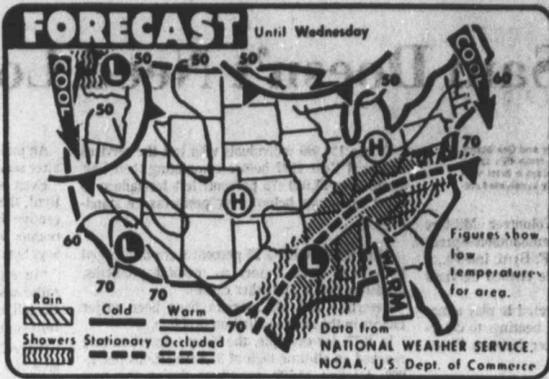 FORECAST Until Wednesday
50 50 50 50
COOL COOL
L
60
50
H
70
H
60
L
L
70 70 70
WARM
Figures show
low
temperatures
for area.
Rain Cold Warm
Showers Stationary Occluded
Data from
NATIONAL WEATHER SERVICE,
NOAA, U.S. Dept. of Commerce